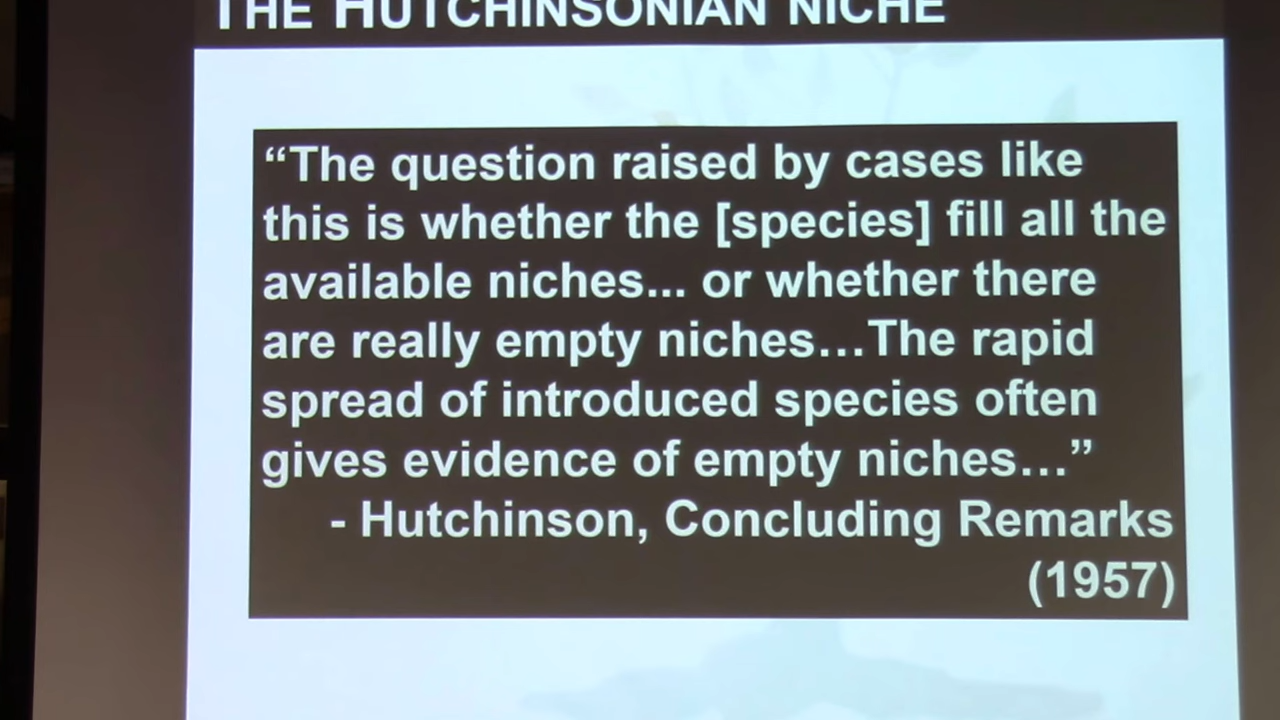 THE HUTCHINSONIAN NICHE
“The question raised by cases like
this is whether the [species] fill all the
available niches... or whether there
are really empty niches…The rapid
spread of introduced species often
gives evidence of empty niches…”
- Hutchinson, Concluding Remarks
(1957)